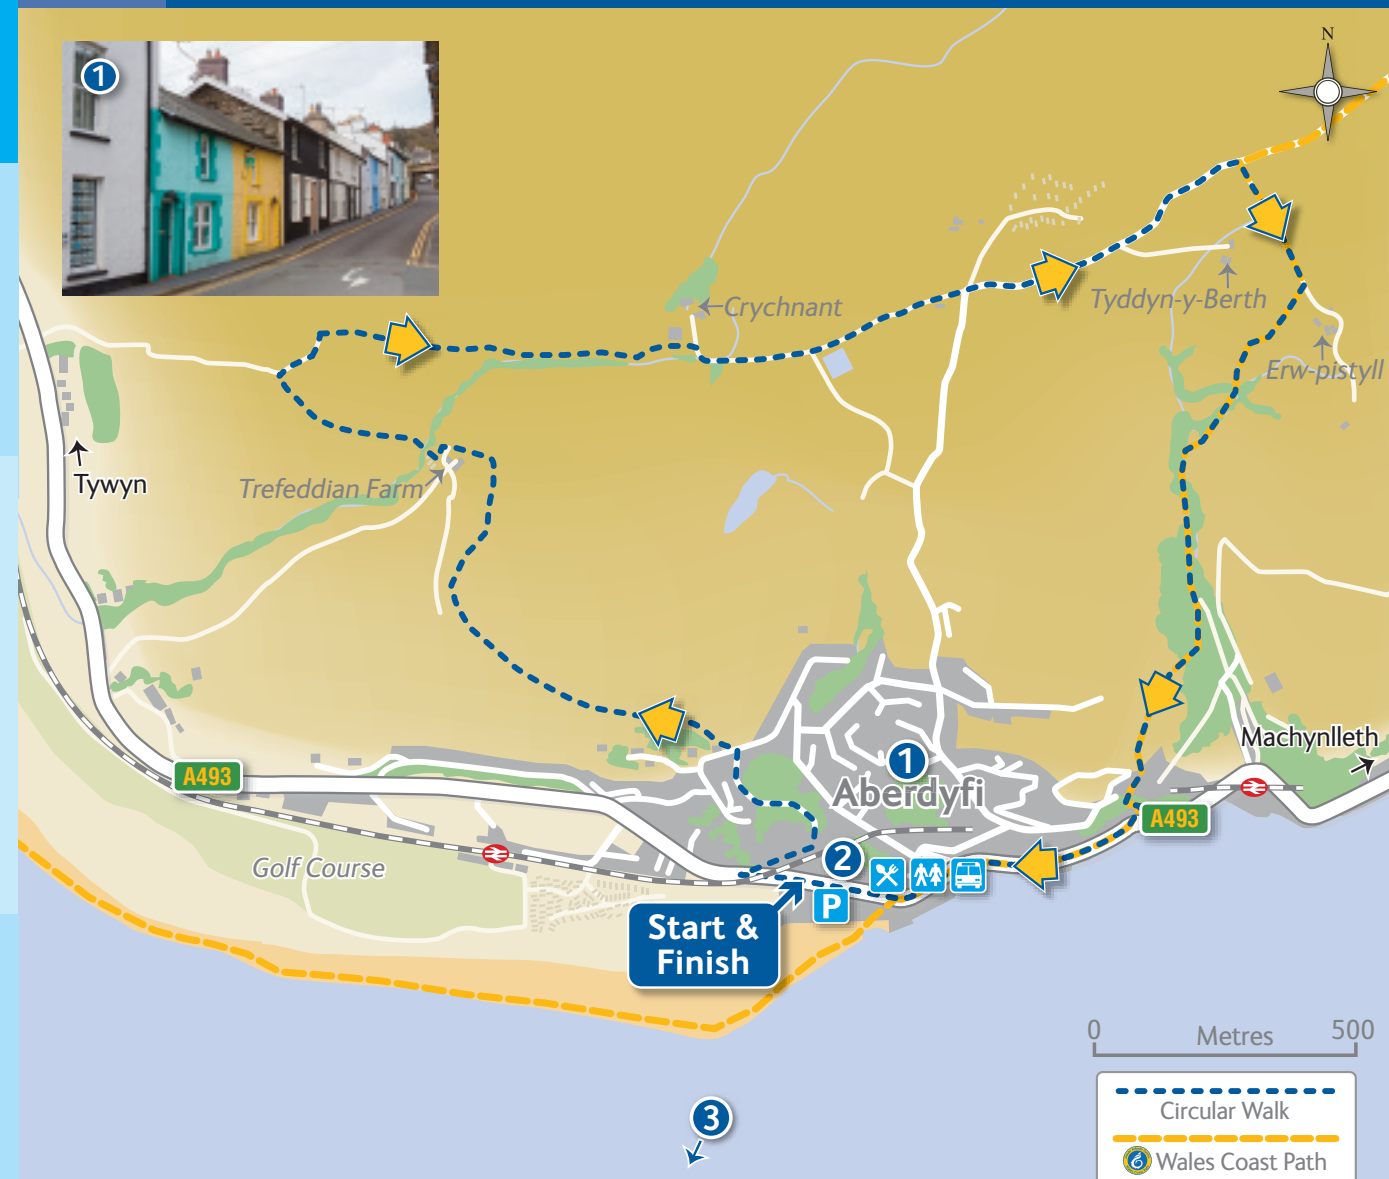 1
N
Crychnant
Tyddyn-y-Berth
Erw-pistyll
Tywyn
Trefeddian Farm
Machynlleth
1
Aberdyfi
A493
A493
2
Golf Course
P
Start &
Finish
0 Metres 500
3
Circular Walk
Wales Coast Path